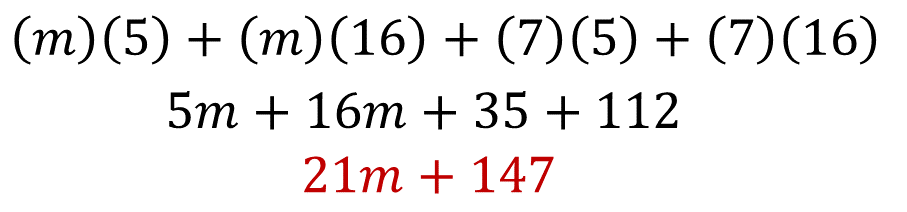 (m)(5) + (m)(16) + (7)(5) + (7)(16)
5m + 16m + 35 + 112
21m + 147